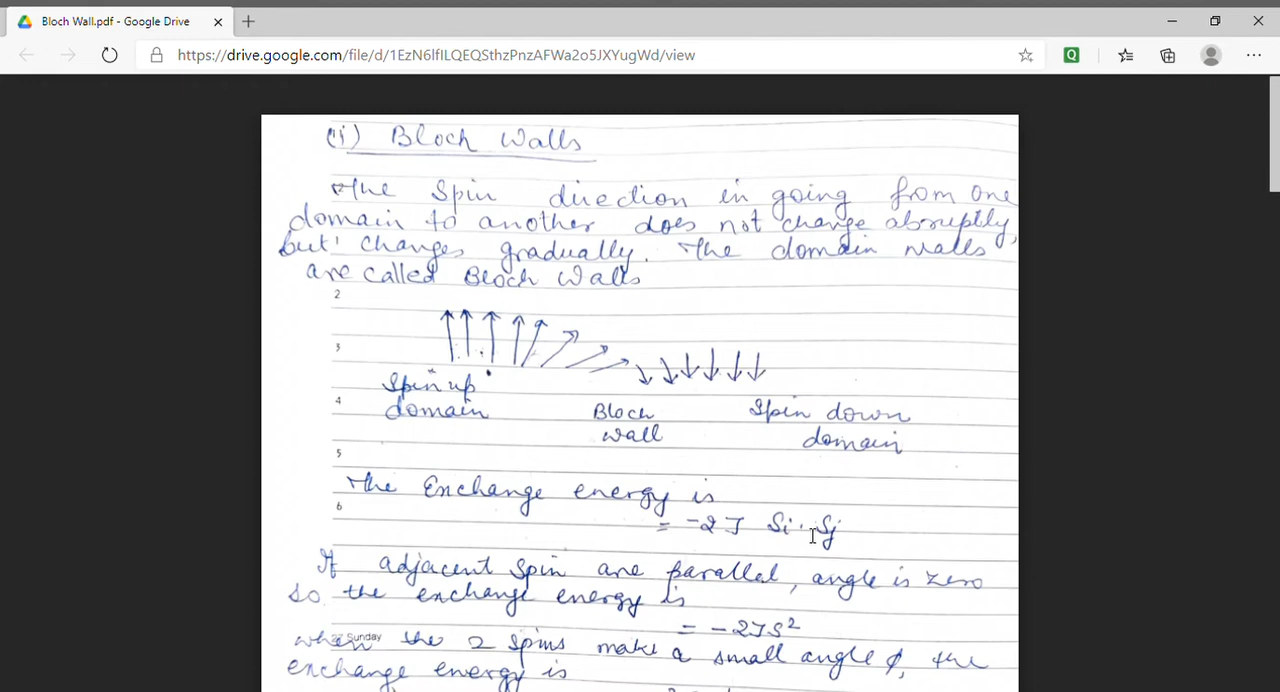 Bloch Wall.pdf - Google Drive
https://drive.google.com/file/d/1EzN6lfILQEQSthzPnzAFWa2o5JXYugWd/view
(i) Bloch Walls
The Spin direction in going from one
domain to another does not change abruptly,
but changes gradually. The domain walls
are called Bloch Walls
2
3
Spin up
domain
4
Bloch
wall
Spin down
domain
5
The Exchange energy is
6
= -2J Si·Sj
If adjacent spin are parallel, angle is zero
so the exchange energy is
= -2JS²
Sunday
when the 2 spins make a small angle φ, the
exchange energy is